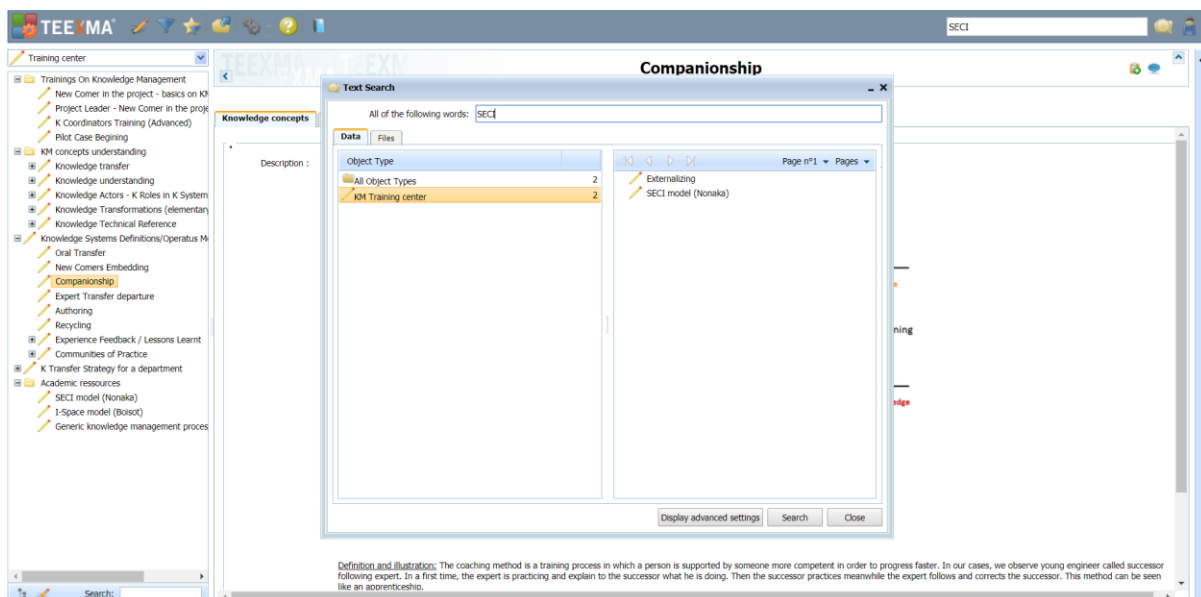 TEEXMA
SECI
Training center
Trainings On Knowledge Management
New Comer in the project - basics on KN
Project Leader - New Comer in the proje
K Coordinators Training (Advanced)
Pilot Case Begining
KM concepts understanding
Knowledge transfer
Knowledge understanding
Knowledge Actors - K Roles in K System
Knowledge Transformations (elementary
Knowledge Technical Reference
Knowledge Systems Definitions/Operatus M
Oral Transfer
New Comers Embedding
Companionship
Expert Transfer departure
Authoring
Recycling
Experience Feedback / Lessons Learnt
Communities of Practice
K Transfer Strategy for a department
Academic ressources
SECI model (Nonaka)
I-Space model (Boisot)
Generic knowledge management proces
Search:
Companionship
Knowledge concepts
Description :
Text Search
All of the following words: SECI
Data Files
Object Type
All Object Types 2
KM Training center 2
Page n°1 Pages
Externalizing
SECI model (Nonaka)
Display advanced settings Search Close
ning
edge
Definition and illustration: The coaching method is a training process in which a person is supported by someone more competent in order to progress faster. In our cases, we observe young engineer called successor
following expert. In a first time, the expert is practicing and explain to the successor what he is doing. Then the successor practices meanwhile the expert follows and corrects the successor. This method can be seen
like an apprenticeship.